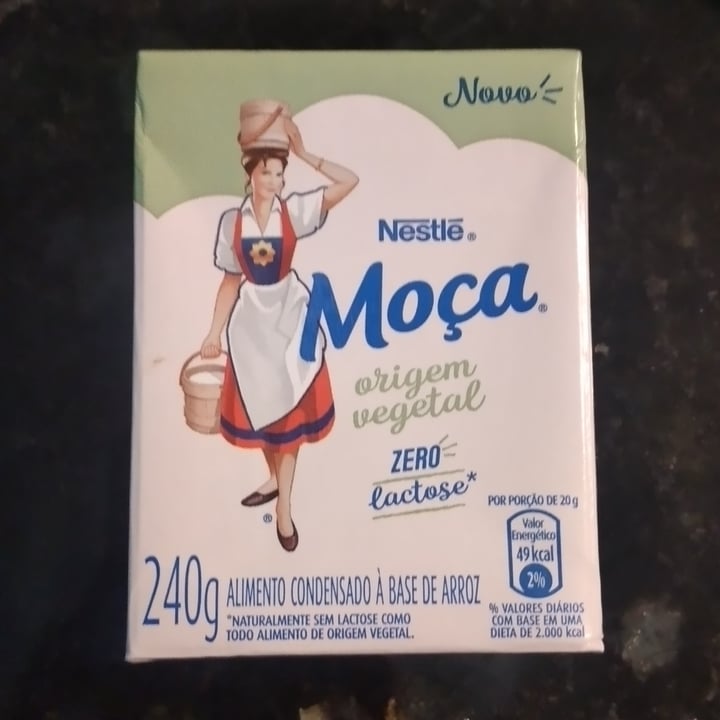 Novo
Nestlé®
Moça®
origem
vegetal
ZERO
lactose*
POR PORÇÃO DE 20g
Valor
Energético
49 kcal
2%
®
240g ALIMENTO CONDENSADO À BASE DE ARROZ
*NATURALMENTE SEM LACTOSE COMO
TODO ALIMENTO DE ORIGEM VEGETAL.
% VALORES DIÁRIOS
COM BASE EM UMA
DIETA DE 2.000 kcal